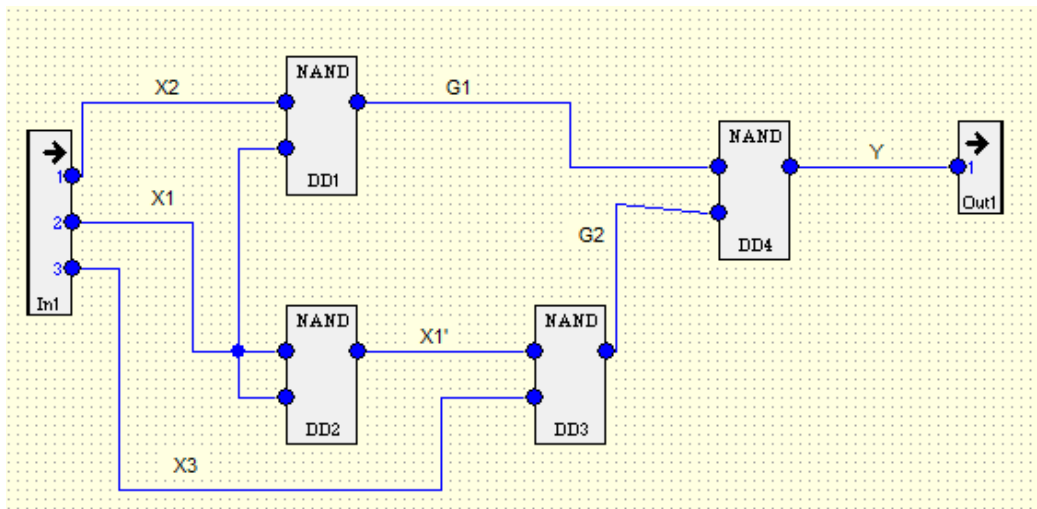 NAND
X2
G1
DD1
NAND
Y
DD4
1
Out1
1
X1
2
3
In1
G2
NAND
X1'
DD2
NAND
DD3
X3